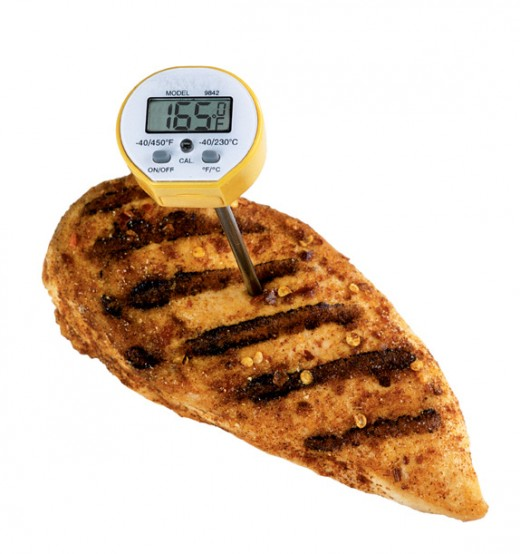 MODEL 9842
165.0°F
-40/450°F -40/230°C
CAL.
ON/OFF °F/°C